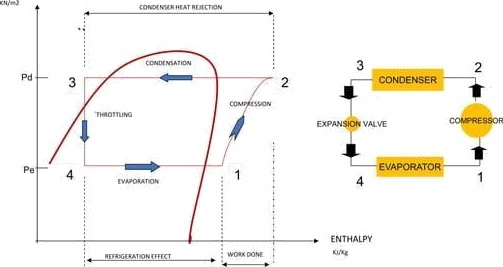 KN/m2
CONDENSER HEAT REJECTION
CONDENSATION
Pd
3
2
THROTTLING
COMPRESSION
Pe
4
EVAPORATION
1
ENTHALPY
KJ/Kg
REFRIGERATION EFFECT
WORK DONE
3
2
CONDENSER
EXPANSION VALVE
COMPRESSOR
EVAPORATOR
4
1